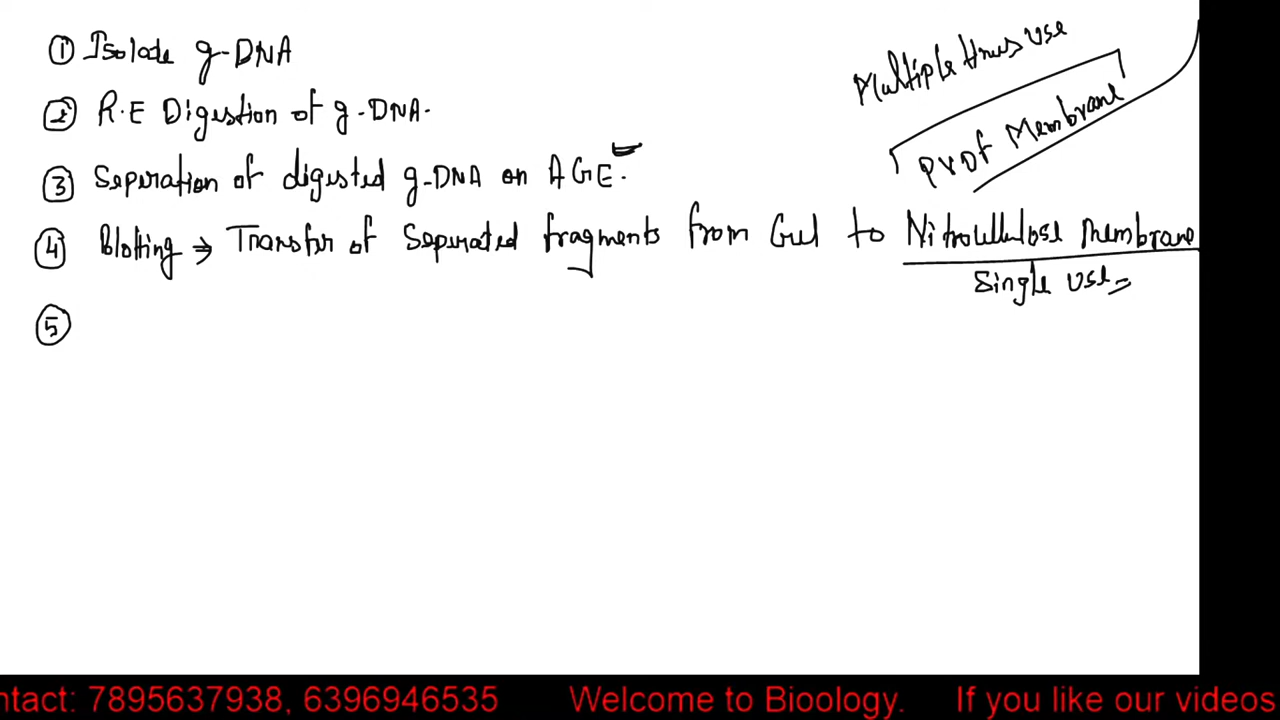 ① Isolate g-DNA
② R.E Digestion of g-DNA.
③ Separation of digested g-DNA on AGE.
Multiple times use
PVDF Membrane
④ Blotting → Transfer of Separated fragments from Gel to Nitrocellulose Membrane
Single use
⑤
ntact: 7895637938, 6396946535 Welcome to Bioology. If you like our videos